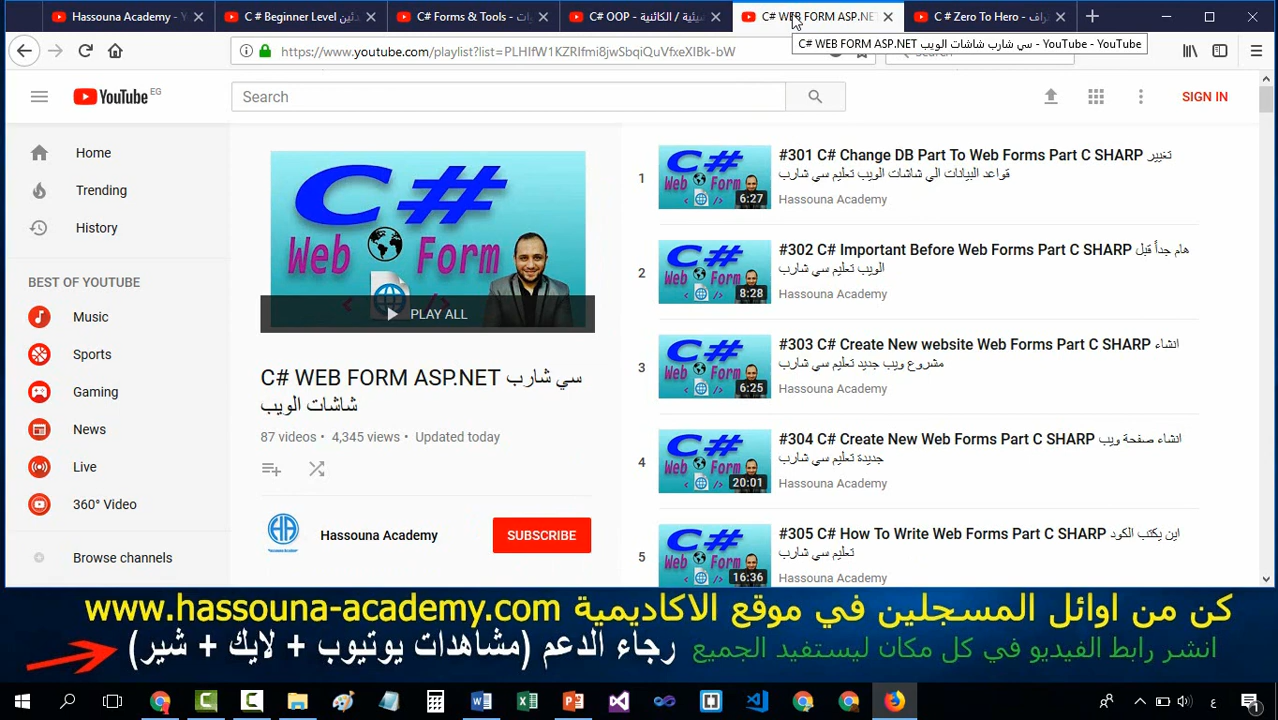 Hassouna Academy - Y
C # Beginner Level
C# Forms & Tools -
C# OOP -
C# WEB FORM ASP.NET
C # Zero To Hero -
https://www.youtube.com/playlist?list=PLHIfW1KZRIfmi8jwSbqiQuVfxeXIBk-bW
C# WEB FORM ASP.NET سي شارب شاشات الويب - YouTube - YouTube
YouTube EG
Search
SIGN IN
Home
Trending
History
BEST OF YOUTUBE
Music
Sports
Gaming
News
Live
360° Video
Browse channels
C#
Web Form
PLAY ALL
C# WEB FORM ASP.NET سي شارب
شاشات الويب
87 videos • 4,345 views • Updated today
Hassouna Academy
SUBSCRIBE
1
6:27
#301 C# Change DB Part To Web Forms Part C SHARP تغيير
قواعد البيانات الي شاشات الويب تعليم سي شارب
Hassouna Academy
2
8:28
#302 C# Important Before Web Forms Part C SHARP هام جداً قبل
الويب تعليم سي شارب
Hassouna Academy
3
6:25
#303 C# Create New website Web Forms Part C SHARP انشاء
مشروع ويب جديد تعليم سي شارب
Hassouna Academy
4
20:01
#304 C# Create New Web Forms Part C SHARP انشاء صفحة ويب
جديدة تعليم سي شارب
Hassouna Academy
5
16:36
#305 C# How To Write Web Forms Part C SHARP اين يكتب الكود
تعليم سي شارب
Hassouna Academy
كن من اوائل المسجلين في موقع الاكاديمية www.hassouna-academy.com
رجاء الدعم (مشاهدات يوتيوب + لايك + شير)
انشر رابط الفيديو في كل مكان ليستفيد الجميع
ع